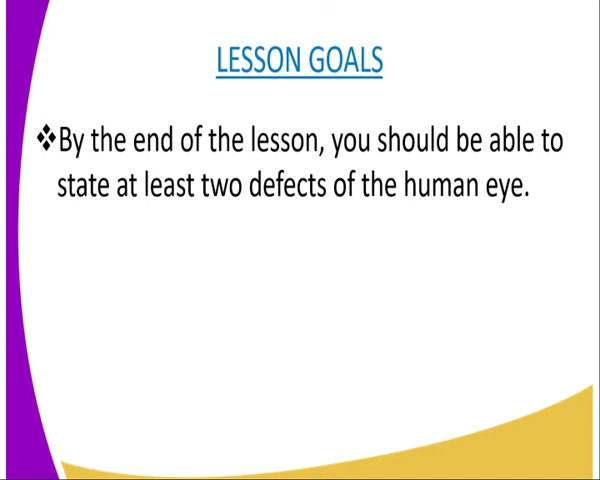 LESSON GOALS
❖By the end of the lesson, you should be able to
state at least two defects of the human eye.